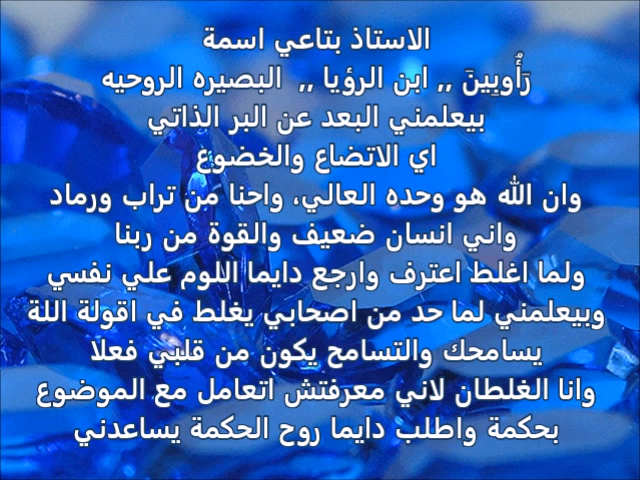 الاستاذ بتاعي اسمة
رَأُوبِينَ ,, ابن الرؤيا ,, البصيره الروحيه
بيعلمني البعد عن البر الذاتي
اي الاتضاع والخضوع
وان الله هو وحده العالي، واحنا من تراب ورماد
واني انسان ضعيف والقوة من ربنا
ولما اغلط اعترف وارجع دايما اللوم علي نفسي
وبيعلمني لما حد من اصحابي يغلط في اقولة اللة
يسامحك والتسامح يكون من قلبي فعلا
وانا الغلطان لاني معرفتش اتعامل مع الموضوع
بحكمة واطلب دايما روح الحكمة يساعدني